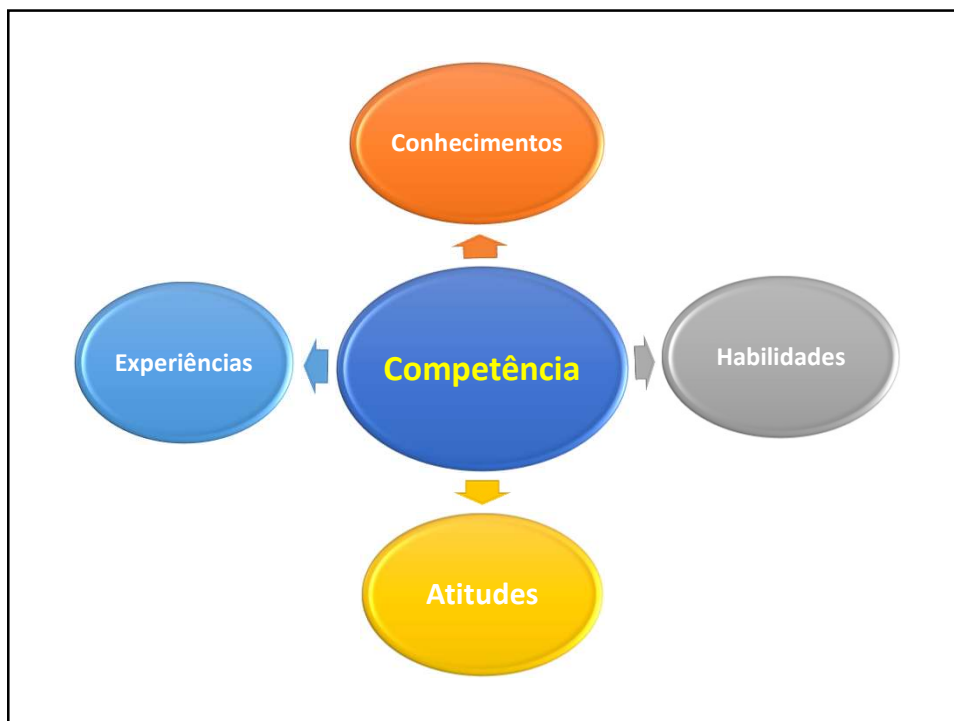 Conhecimentos
Experiências
Competência
Habilidades
Atitudes